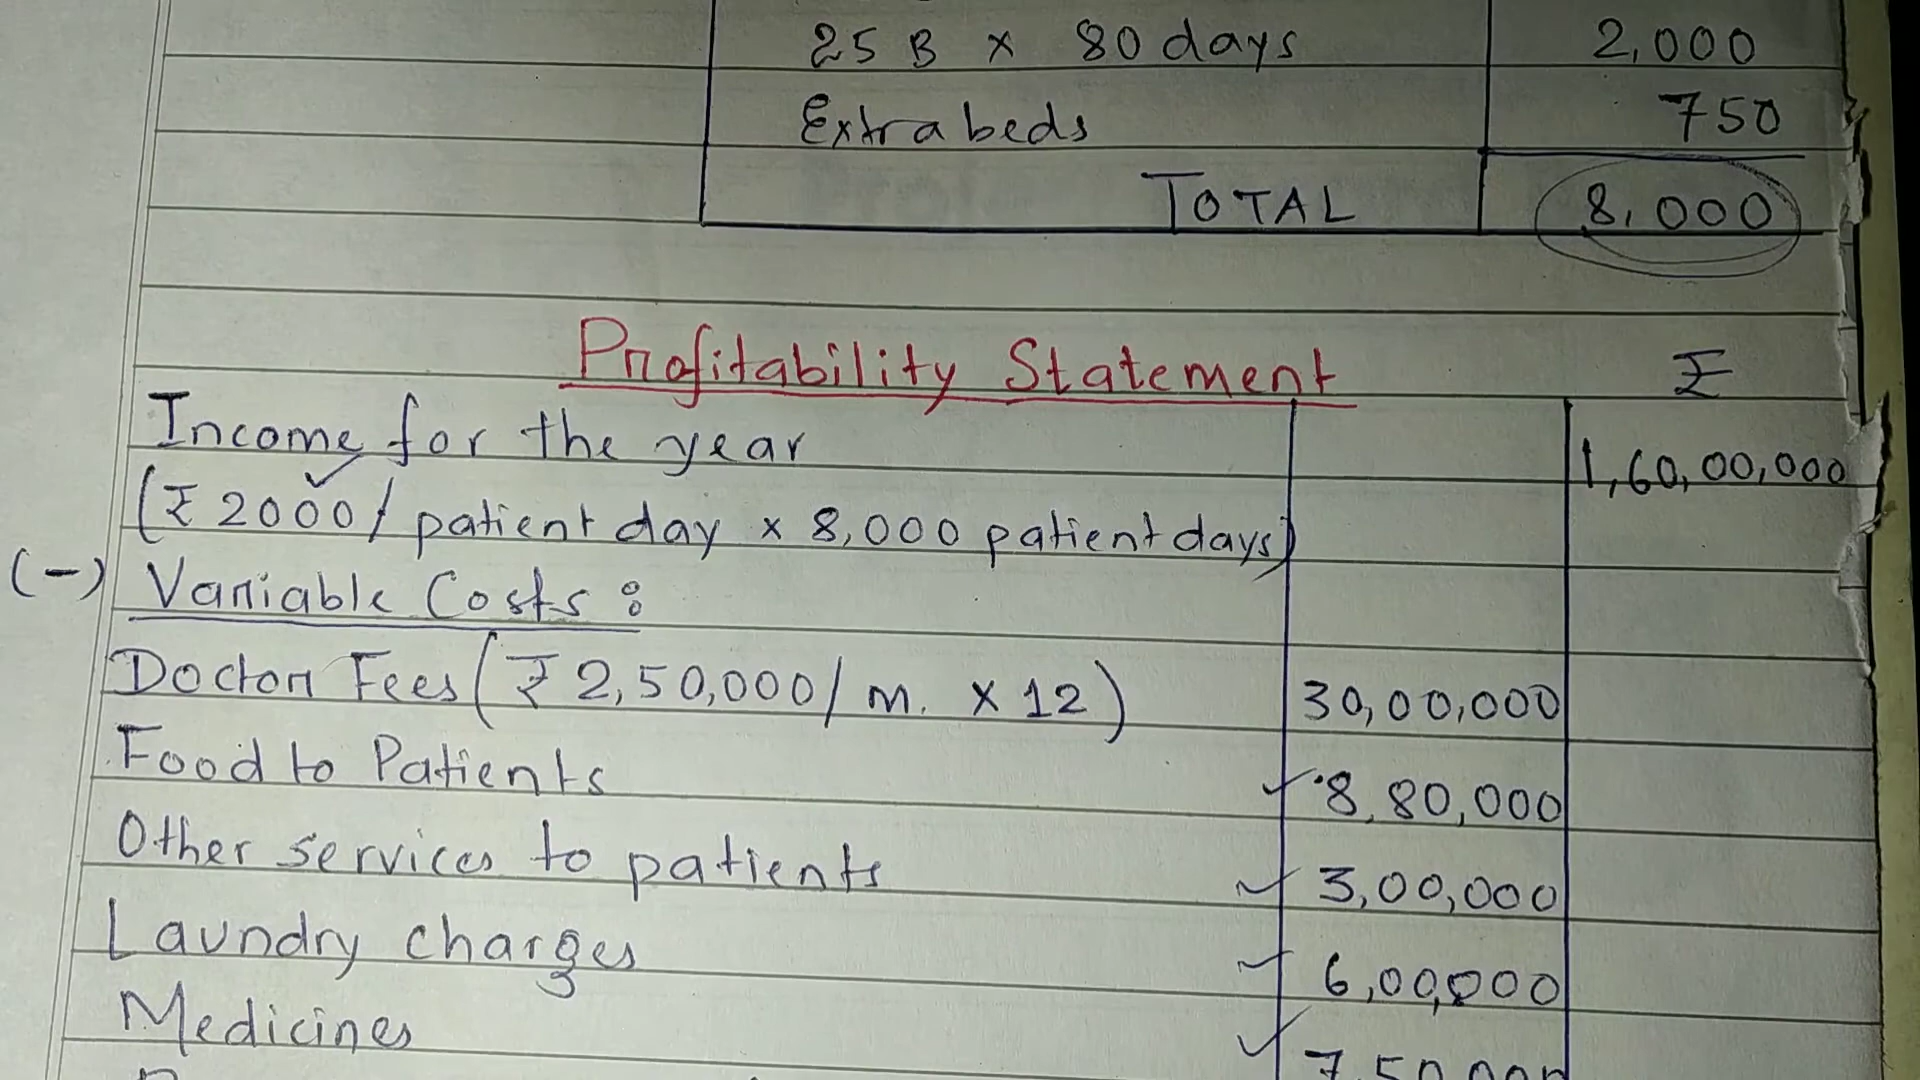 25 B × 80 days 2,000
Extra beds 750
TOTAL 8,000
Profitability Statement ₹
Income for the year 1,60,00,000
(₹ 2000/ patient day × 8,000 patient days)
(-) Variable Costs :
Doctor Fees (₹ 2,50,000/ m. × 12) 30,00,000
Food to Patients 8,80,000
Other services to patients 3,00,000
Laundry charges 6,00,000
Medicines 7,50,000